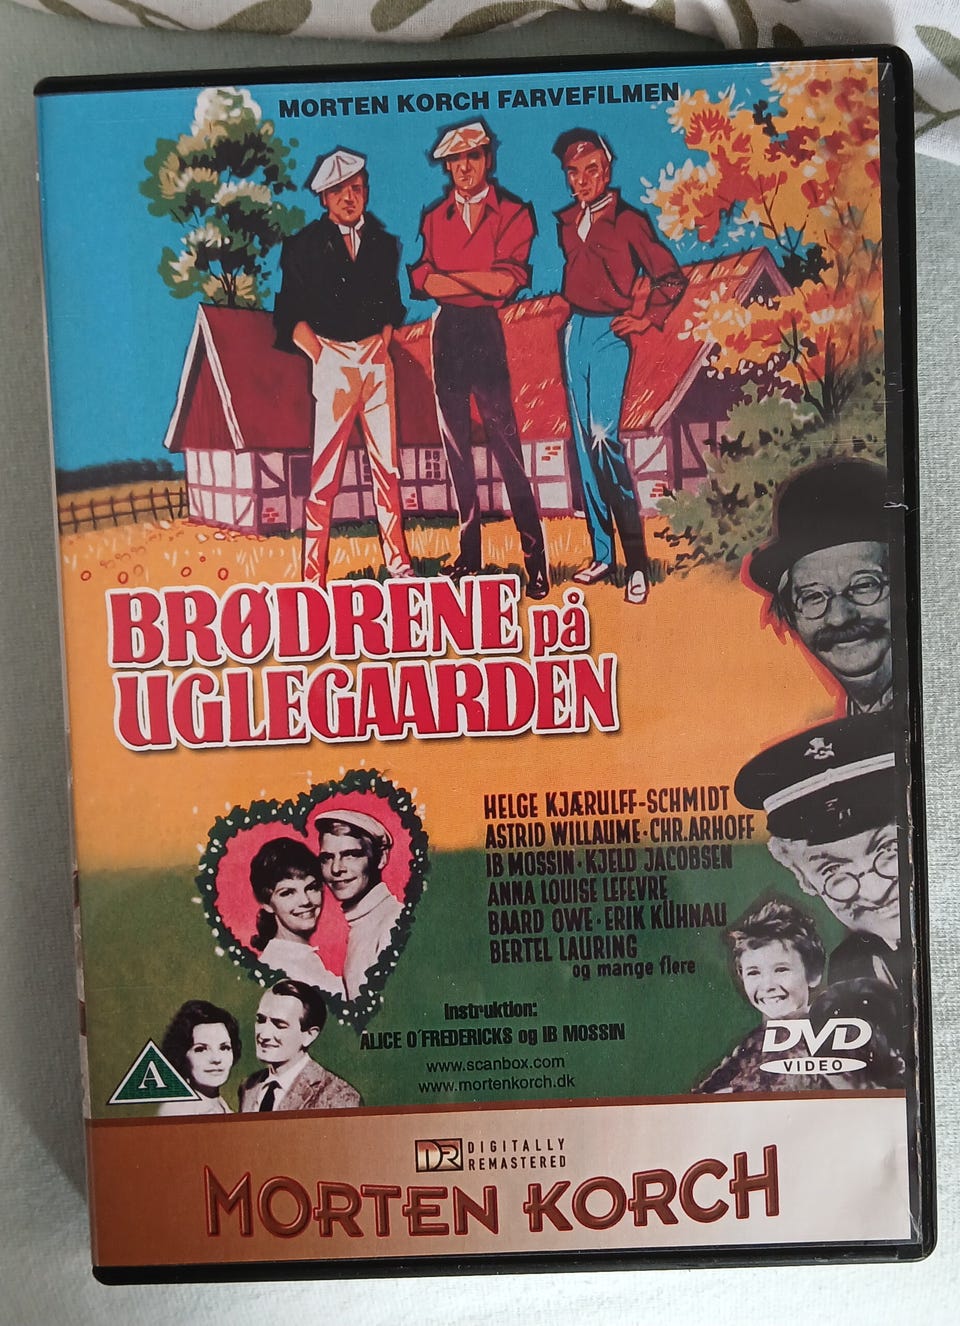 MORTEN KORCH FARVEFILMEN
BRØDRENE på
UGLEGAARDEN
HELGE KJÆRULFF-SCHMIDT
ASTRID WILLAUME · CHR. ARHOFF
IB MOSSIN · KJELD JACOBSEN
ANNA LOUISE LEFEVRE
BAARD OWE · ERIK KÜHNAU
BERTEL LAURING
og mange flere
Instruktion:
ALICE O'FREDERICKS og IB MOSSIN
www.scanbox.com
www.mortenkorch.dk
A
DVD
VIDEO
DR DIGITALLY
REMASTERED
MORTEN KORCH